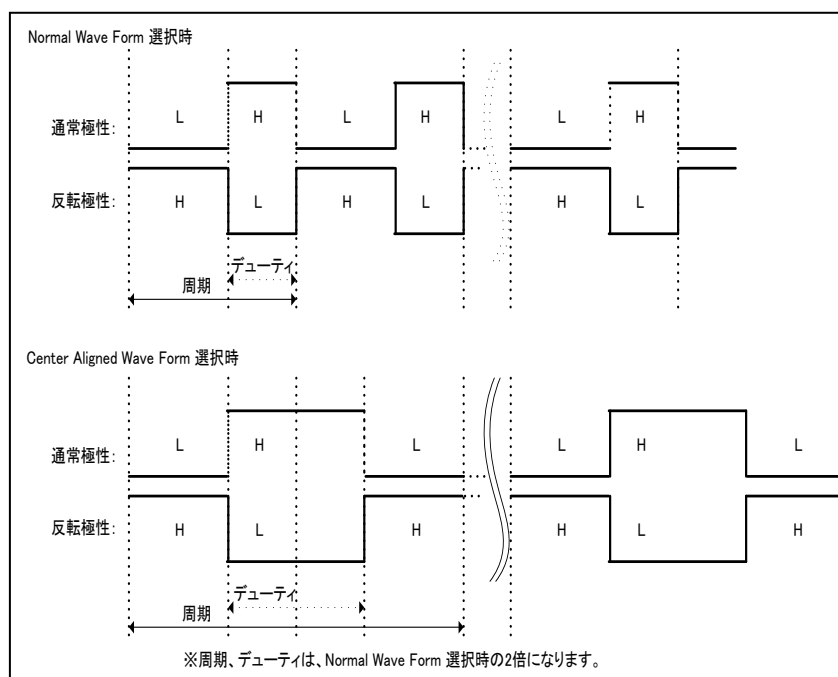 Normal Wave Form 選択時
L H L H L H
通常極性:
反転極性:
H L H L H L
デューティ
周期
Center Aligned Wave Form 選択時
L H L L H L
通常極性:
反転極性:
H L H H L H
デューティ
周期
※周期、デューティは、Normal Wave Form 選択時の2倍になります。